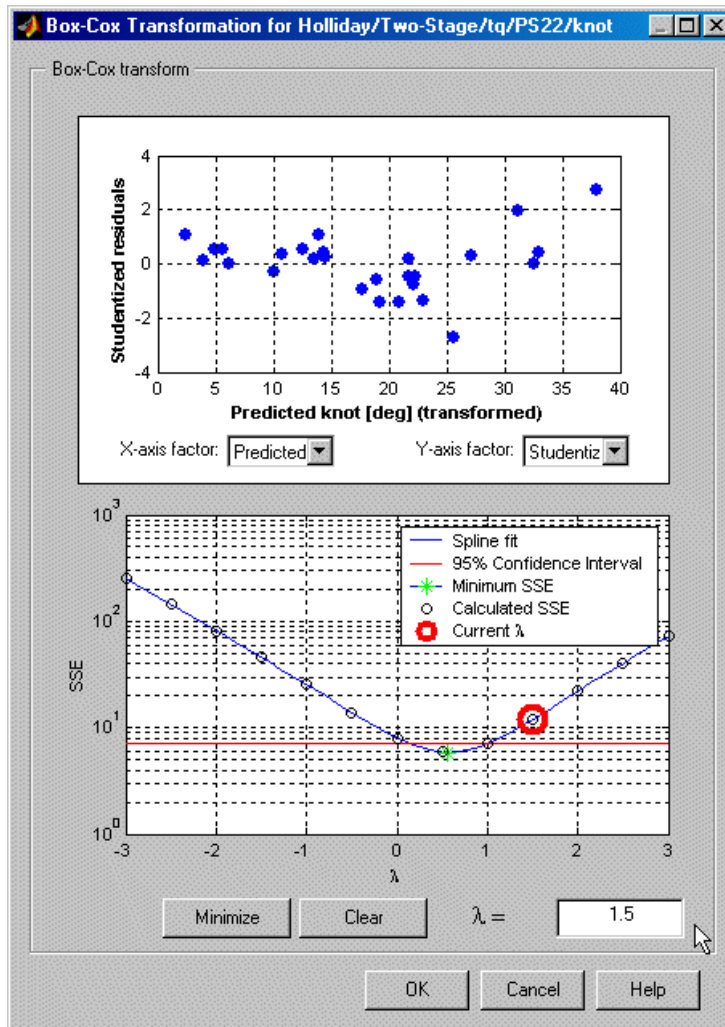 Box-Cox Transformation for Holliday/Two-Stage/tq/PS22/knot
Box-Cox transform
4
2
0
-2
-4
Studentized residuals
0 5 10 15 20 25 30 35 40
Predicted knot [deg] (transformed)
X-axis factor: Predicted Y-axis factor: Studentiz
10³
10²
10¹
10⁰
SSE
Spline fit
95% Confidence Interval
Minimum SSE
Calculated SSE
Current λ
-3 -2 -1 0 1 2 3
λ
Minimize Clear λ = 1.5
OK Cancel Help